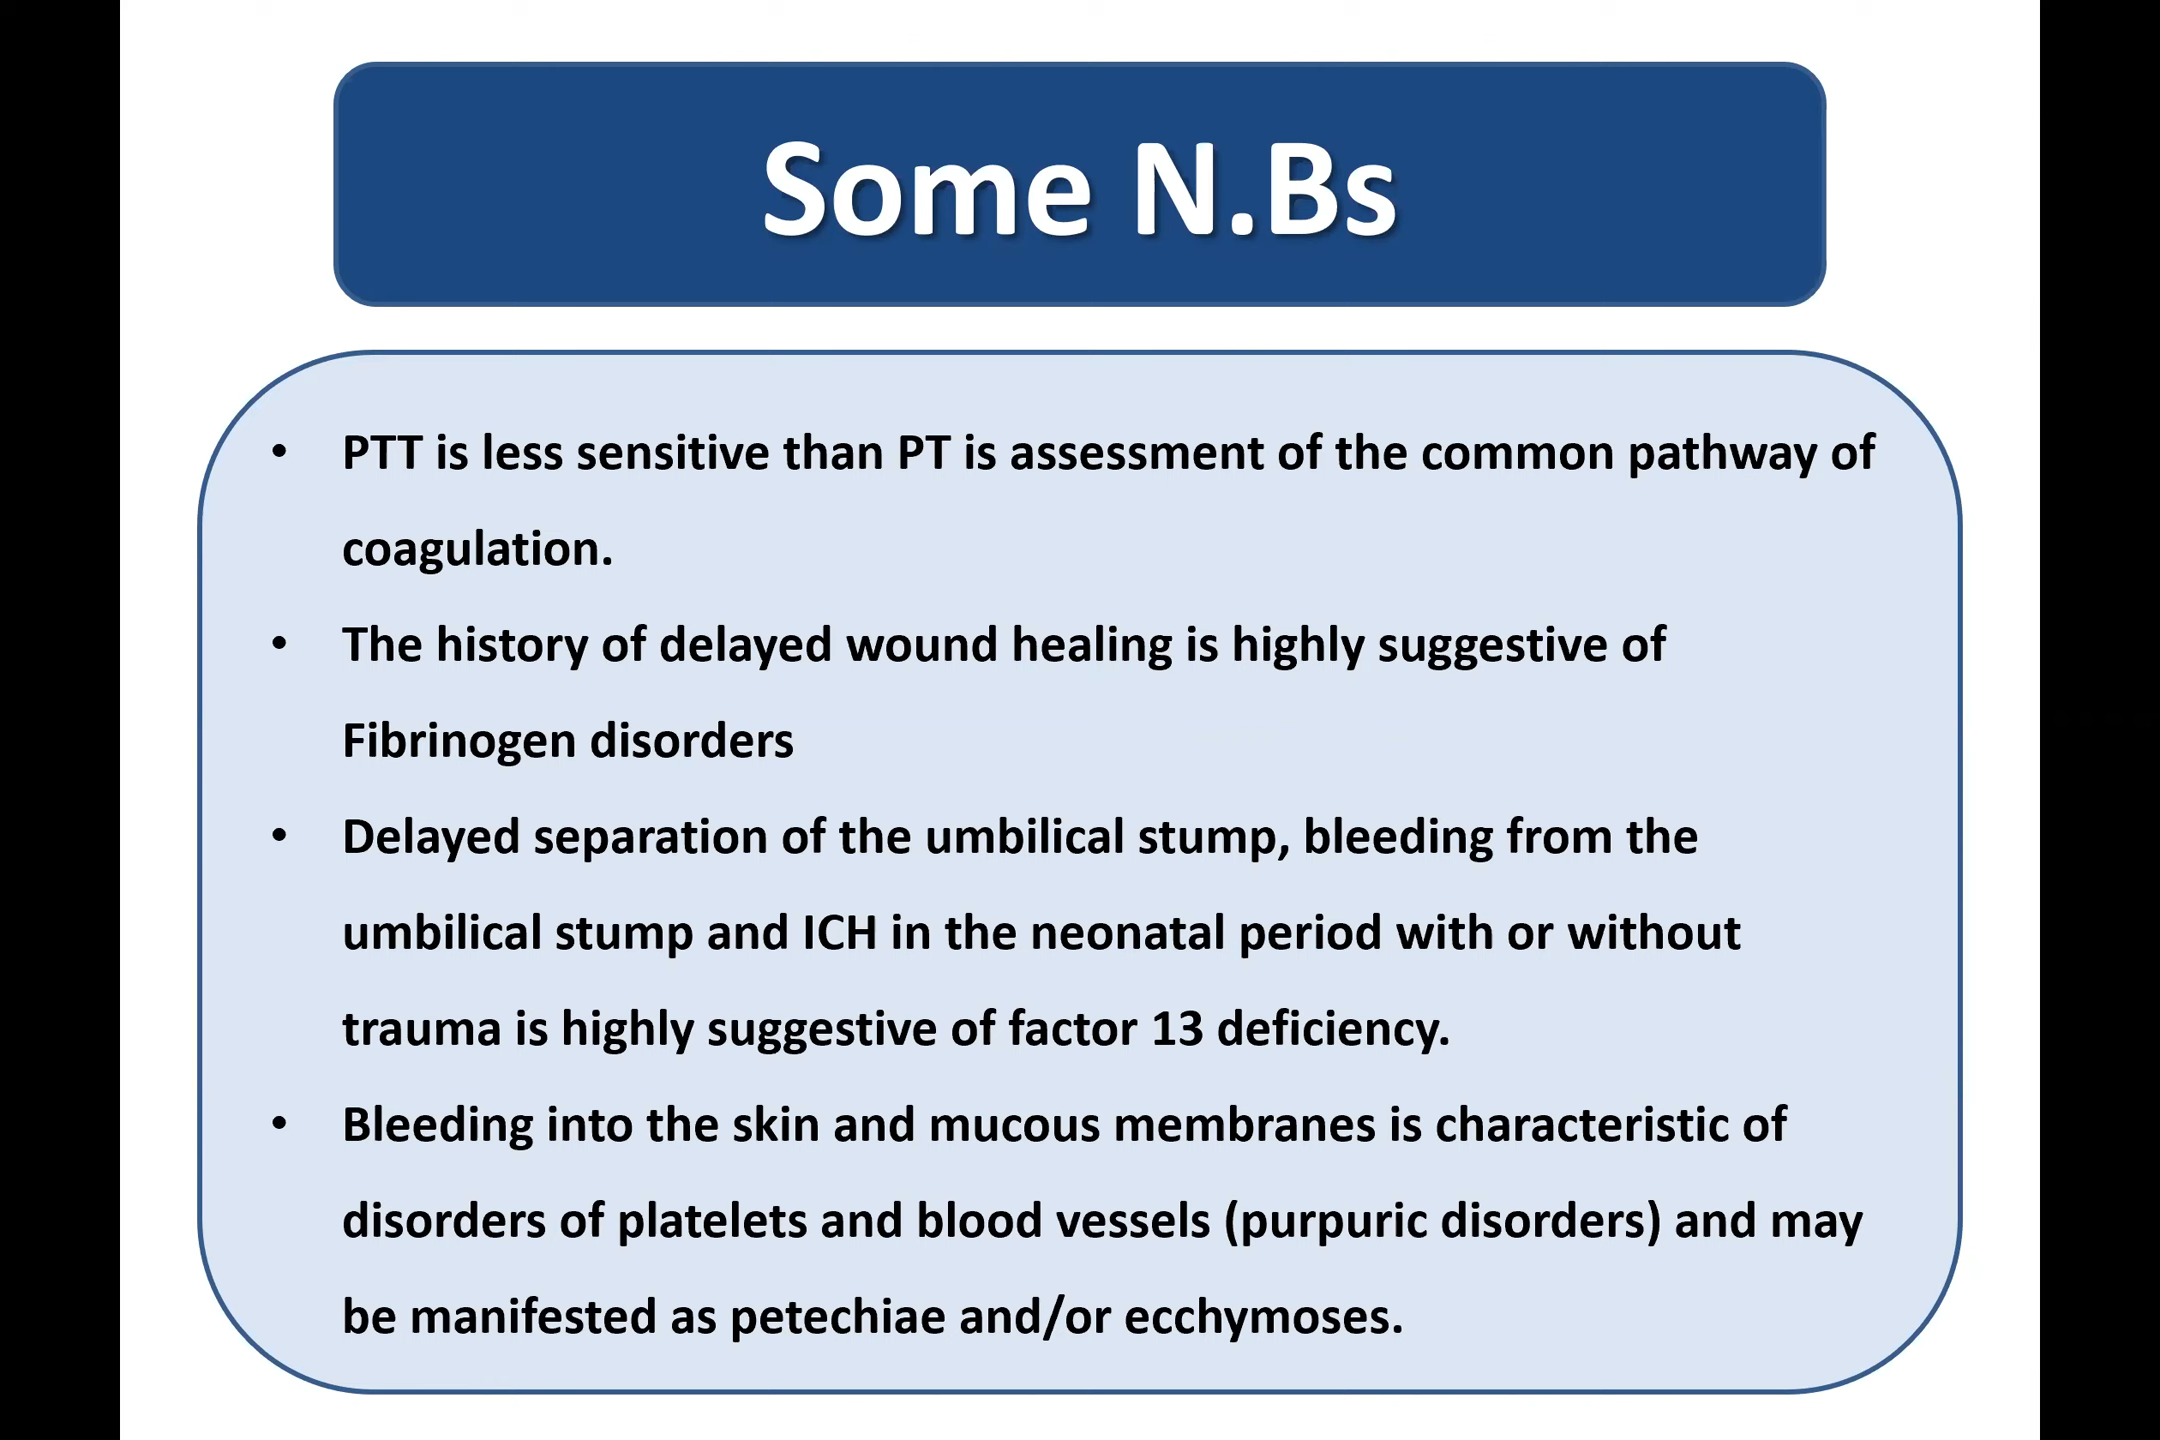 Some N.Bs
• PTT is less sensitive than PT is assessment of the common pathway of
coagulation.
• The history of delayed wound healing is highly suggestive of
Fibrinogen disorders
• Delayed separation of the umbilical stump, bleeding from the
umbilical stump and ICH in the neonatal period with or without
trauma is highly suggestive of factor 13 deficiency.
• Bleeding into the skin and mucous membranes is characteristic of
disorders of platelets and blood vessels (purpuric disorders) and may
be manifested as petechiae and/or ecchymoses.